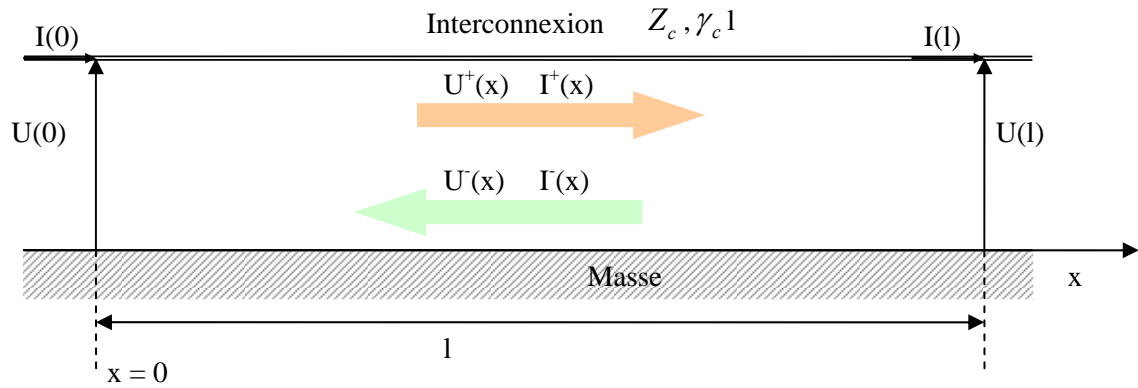 Interconnexion Z_c , γ_c l
I(0)
I(l)
U⁺(x) I⁺(x)
U(0)
U(l)
U⁻(x) I⁻(x)
Masse
x
l
x = 0